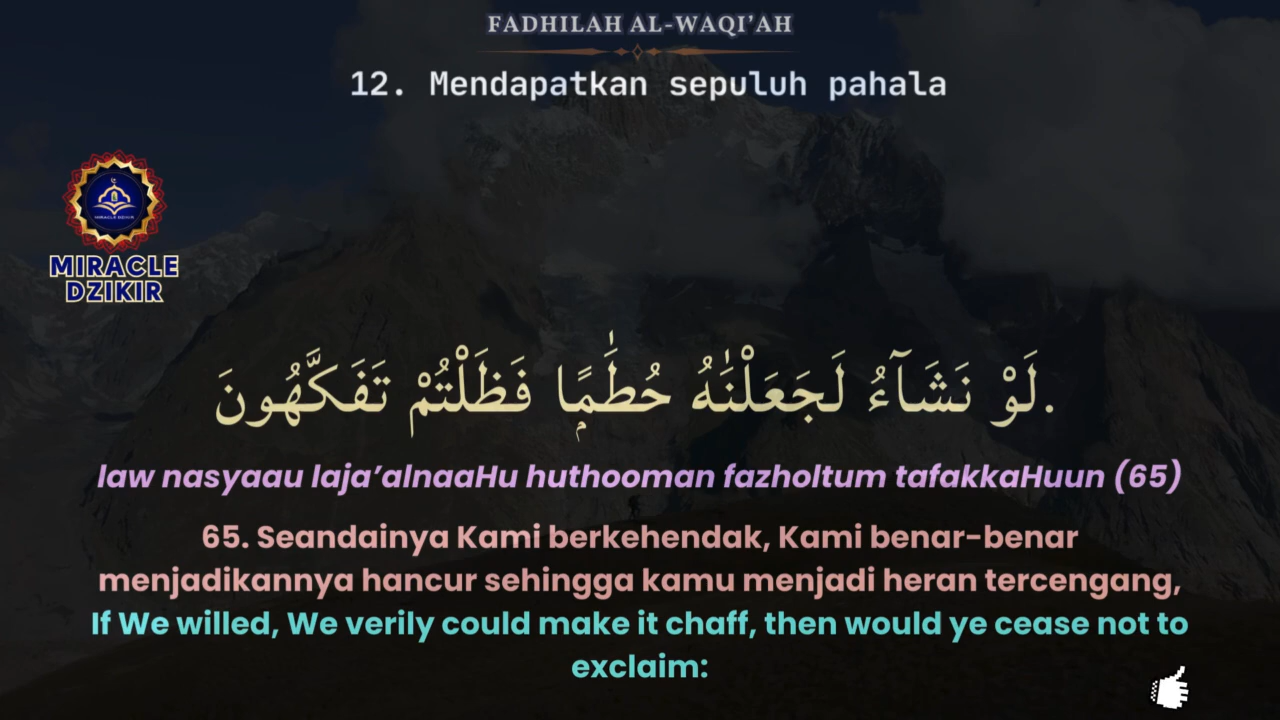 FADHILAH AL-WAQI’AH
12. Mendapatkan sepuluh pahala
MIRACLE
DZIKIR
لَوْ نَشَآءُ لَجَعَلْنَٰهُ حُطَٰمًۭا فَظَلْتُمْ تَفَكَّهُونَ.
law nasyaau laja’alnaaHu huthooman fazholtum tafakkaHuun (65)
65. Seandainya Kami berkehendak, Kami benar-benar
menjadikannya hancur sehingga kamu menjadi heran tercengang,
If We willed, We verily could make it chaff, then would ye cease not to
exclaim: